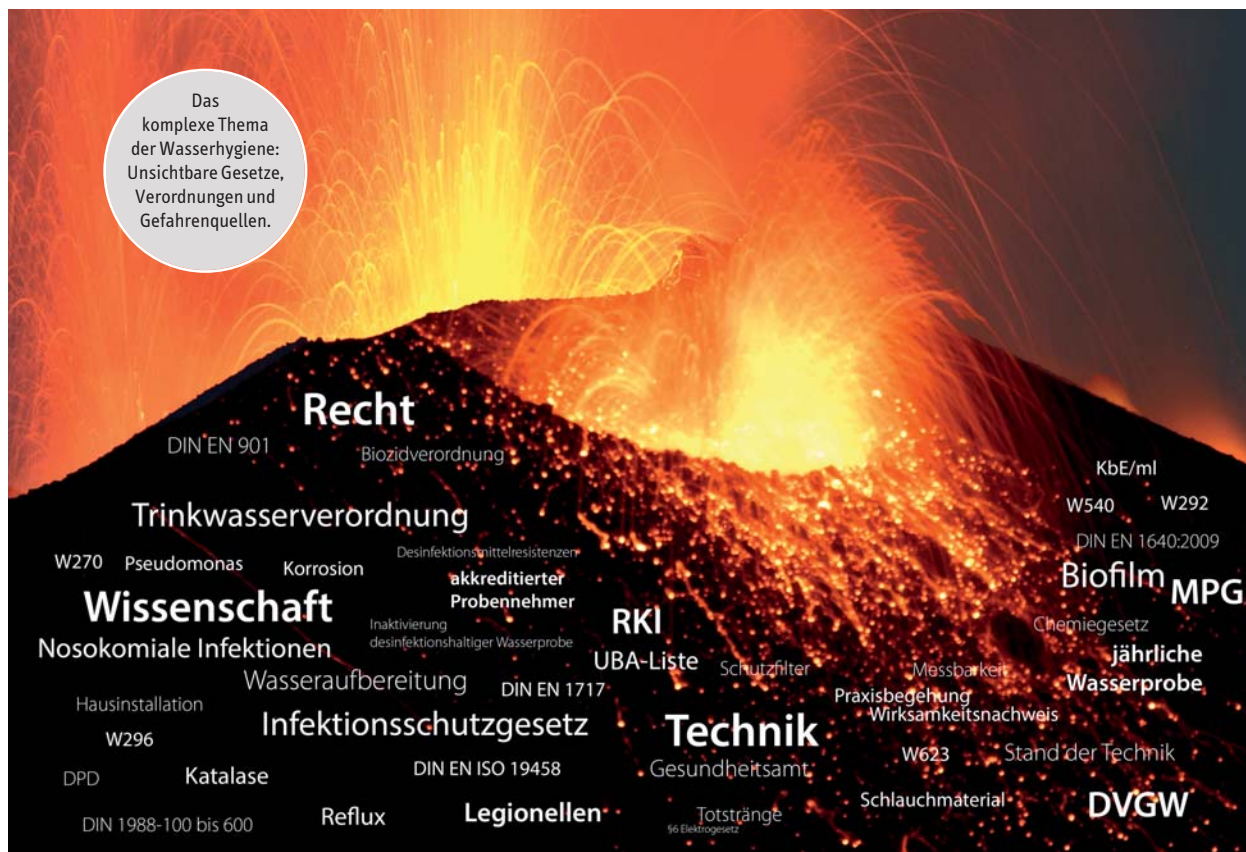 Das
komplexe Thema
der Wasserhygiene:
Unsichtbare Gesetze,
Verordnungen und
Gefahrenquellen.
Recht
DIN EN 901
Biozidverordnung
KbE/ml
W540
W292
Trinkwasserverordnung
DIN EN 1640:2009
Desinfektionsmittelresistenzen
W270
Pseudomonas
Korrosion
akkreditierter
Probennehmer
Biofilm
MPG
Wissenschaft
Inaktivierung
desinfektionshaltiger Wasserprobe
RKI
Chemiegesetz
Nosokomiale Infektionen
UBA-Liste
Schutzfilter
Messbarkeit
jährliche
Wasserprobe
Wasseraufbereitung
DIN EN 1717
Praxisbegehung
Wirksamkeitsnachweis
Hausinstallation
Infektionsschutzgesetz
Technik
W296
W623
Stand der Technik
DPD
Katalase
DIN EN ISO 19458
Gesundheitsamt
Schlauchmaterial
DVGW
DIN 1988-100 bis 600
Reflux
Legionellen
Totstränge
§6 Elektrogesetz